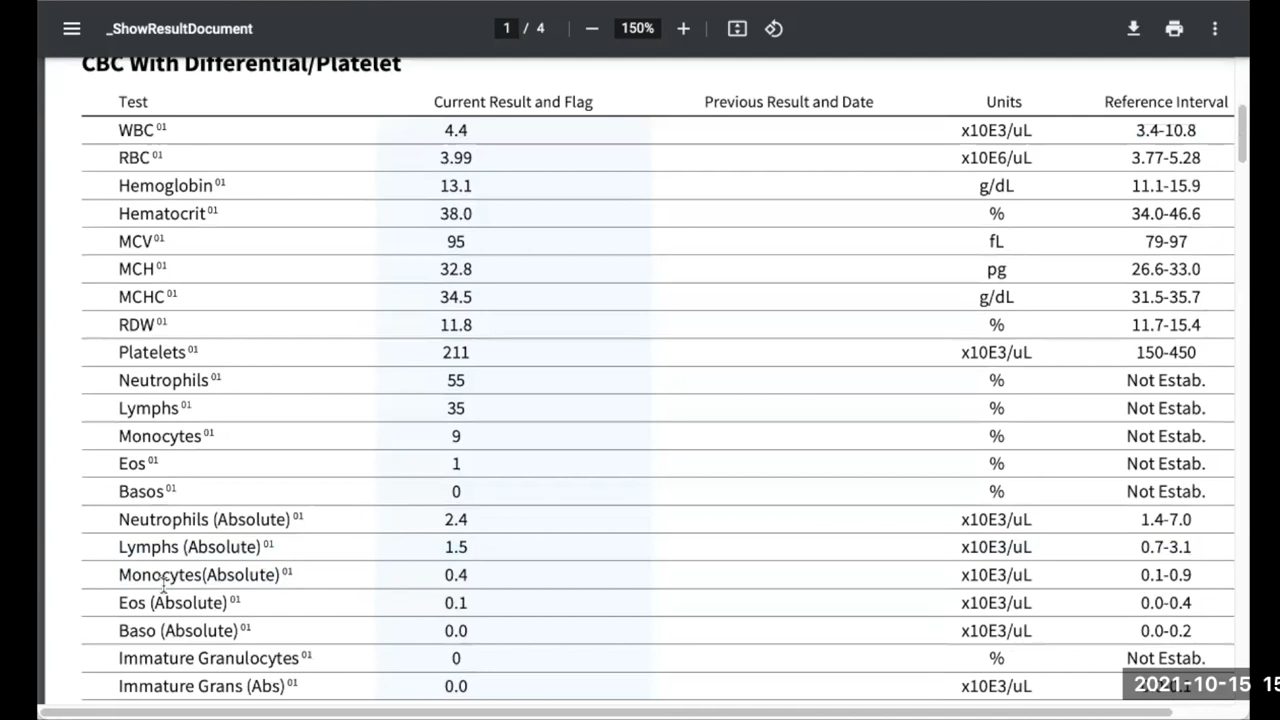 _ShowResultDocument 1 / 4 150%
CBC With Differential/Platelet
Test Current Result and Flag Previous Result and Date Units Reference Interval
WBC 01 4.4 x10E3/uL 3.4-10.8
RBC 01 3.99 x10E6/uL 3.77-5.28
Hemoglobin 01 13.1 g/dL 11.1-15.9
Hematocrit 01 38.0 % 34.0-46.6
MCV 01 95 fL 79-97
MCH 01 32.8 pg 26.6-33.0
MCHC 01 34.5 g/dL 31.5-35.7
RDW 01 11.8 % 11.7-15.4
Platelets 01 211 x10E3/uL 150-450
Neutrophils 01 55 % Not Estab.
Lymphs 01 35 % Not Estab.
Monocytes 01 9 % Not Estab.
Eos 01 1 % Not Estab.
Basos 01 0 % Not Estab.
Neutrophils (Absolute) 01 2.4 x10E3/uL 1.4-7.0
Lymphs (Absolute) 01 1.5 x10E3/uL 0.7-3.1
Monocytes(Absolute) 01 0.4 x10E3/uL 0.1-0.9
Eos (Absolute) 01 0.1 x10E3/uL 0.0-0.4
Baso (Absolute) 01 0.0 x10E3/uL 0.0-0.2
Immature Granulocytes 01 0 % Not Estab.
Immature Grans (Abs) 01 0.0 x10E3/uL
2021-10-15 15